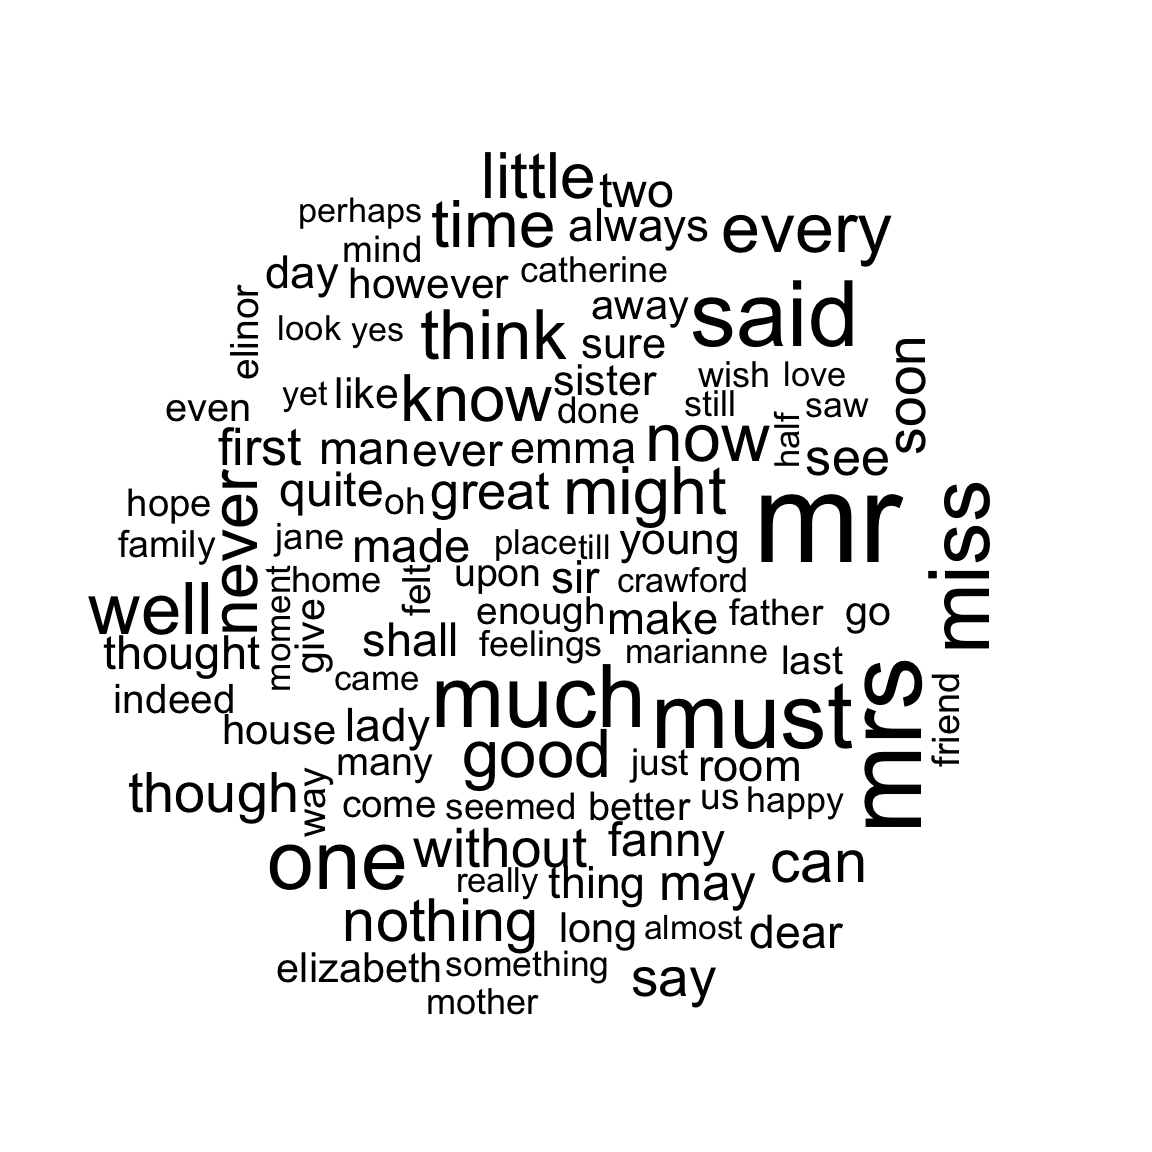 little two
perhaps time always every
mind
day however catherine
elinor away said
look yes think sure
soon
yet like know sister wish love
even done still saw
first man ever emma now half see
never quite oh great might mr miss
hope
family jane made place till young
moment home felt upon sir crawford
well give enough make father go
thought shall feelings marianne last
indeed came much must mrs friend
house lady
many good just room
though way come seemed better us happy
one without fanny can
really thing may
nothing long almost dear
elizabeth something say
mother